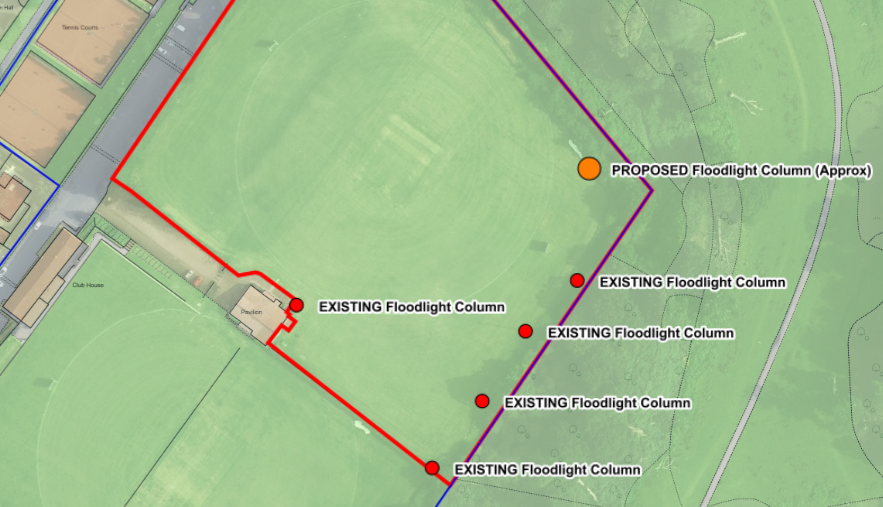 Tennis Courts
PROPOSED Floodlight Column (Approx)
EXISTING Floodlight Column
Club House
EXISTING Floodlight Column
Pavilion
EXISTING Floodlight Column
EXISTING Floodlight Column
EXISTING Floodlight Column